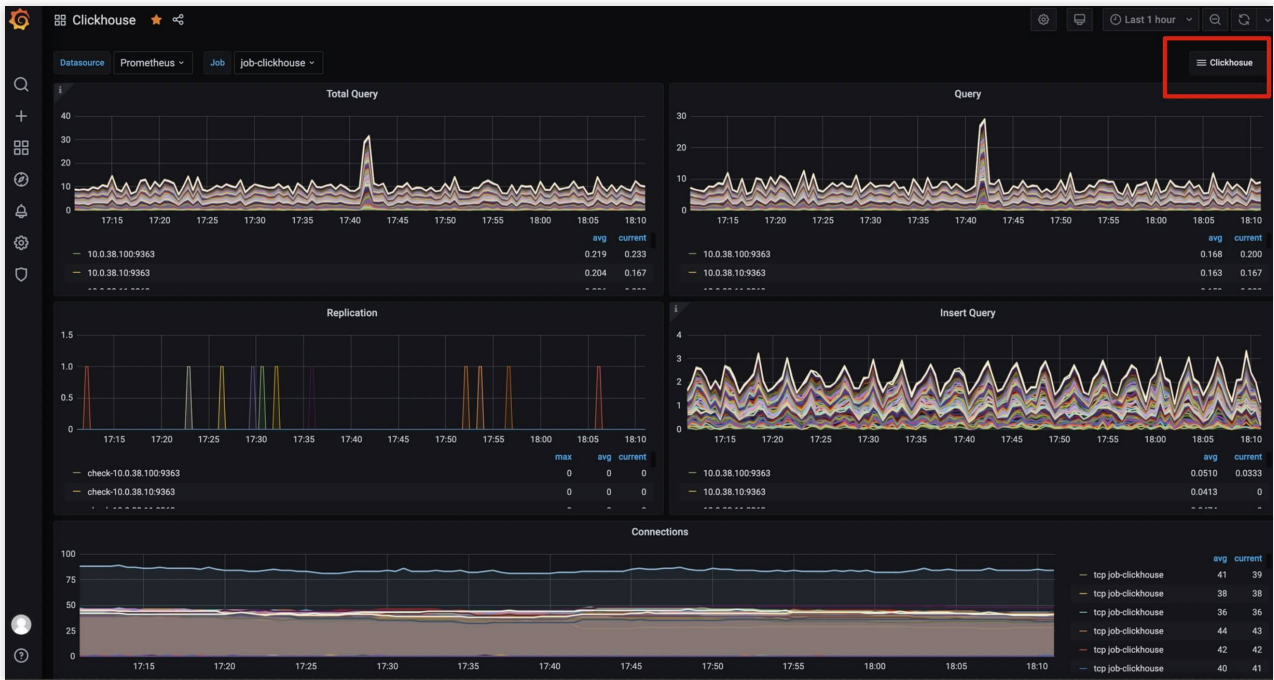 Clickhouse
Last 1 hour
Datasource Prometheus Job job-clickhouse
Clickhosue
Total Query
40
30
20
10
0
17:15 17:20 17:25 17:30 17:35 17:40 17:45 17:50 17:55 18:00 18:05 18:10
avg current
10.0.38.100:9363 0.219 0.233
10.0.38.10:9363 0.204 0.167
Query
30
20
10
0
17:15 17:20 17:25 17:30 17:35 17:40 17:45 17:50 17:55 18:00 18:05 18:10
avg current
10.0.38.100:9363 0.168 0.200
10.0.38.10:9363 0.163 0.167
Replication
1.5
1.0
0.5
0
17:15 17:20 17:25 17:30 17:35 17:40 17:45 17:50 17:55 18:00 18:05 18:10
max avg current
check-10.0.38.100:9363 0 0 0
check-10.0.38.10:9363 0 0 0
Insert Query
4
3
2
1
0
17:15 17:20 17:25 17:30 17:35 17:40 17:45 17:50 17:55 18:00 18:05 18:10
avg current
10.0.38.100:9363 0.0510 0.0333
10.0.38.10:9363 0.0413 0
Connections
100
75
50
25
0
17:15 17:20 17:25 17:30 17:35 17:40 17:45 17:50 17:55 18:00 18:05 18:10
avg current
tcp job-clickhouse 41 39
tcp job-clickhouse 38 38
tcp job-clickhouse 36 36
tcp job-clickhouse 44 43
tcp job-clickhouse 42 42
tcp job-clickhouse 40 41